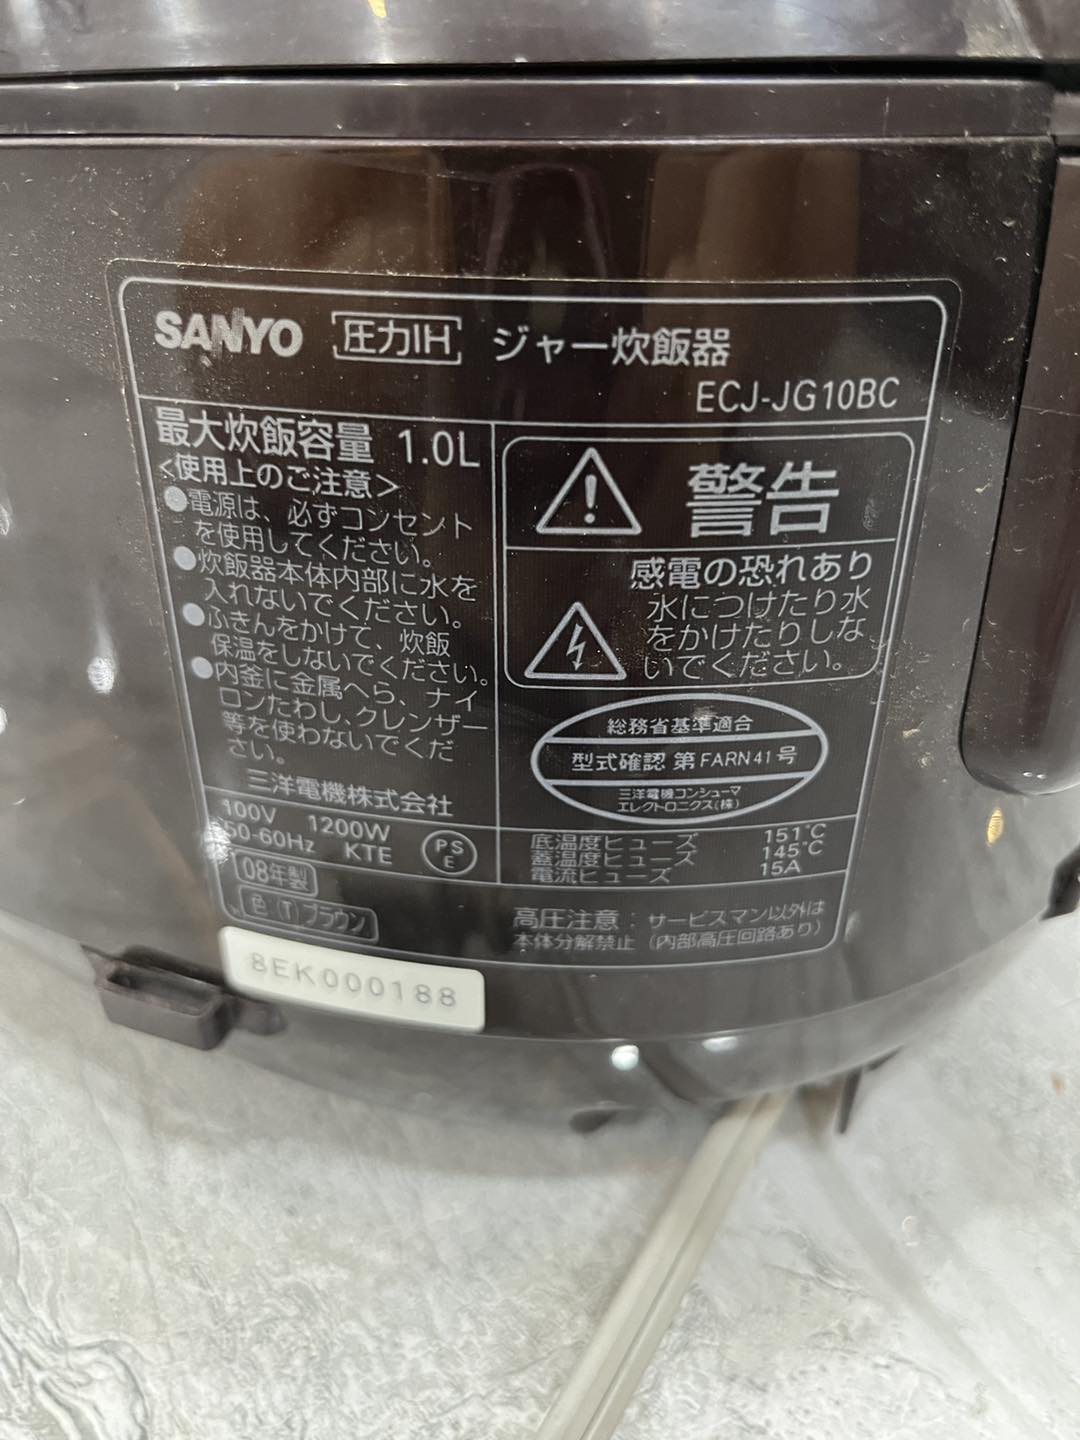 SANYO 圧力IH ジャー炊飯器
ECJ-JG10BC
最大炊飯容量 1.0L
<使用上のご注意>
●電源は、必ずコンセント
を使用してください。
●炊飯器本体内部に水を
入れないでください。
●ふきんをかけて、炊飯
保温をしないでください。
●内釜に金属へら、ナイ
ロンたわし、クレンザー
等を使わないでくだ
さい。
三洋電機株式会社
警告
感電の恐れあり
水につけたり水
をかけたりしな
いでください。
総務省基準適合
型式確認 第FARN41号
三洋電機コンシューマ
エレクトロニクス(株)
100V 1200W
50-60Hz KTE
PS
E
底温度ヒューズ 151℃
蓋温度ヒューズ 145℃
電流ヒューズ 15A
08年製
色(T)ブラウン
高圧注意:サービスマン以外は
本体分解禁止(内部高圧回路あり)
8EK000188